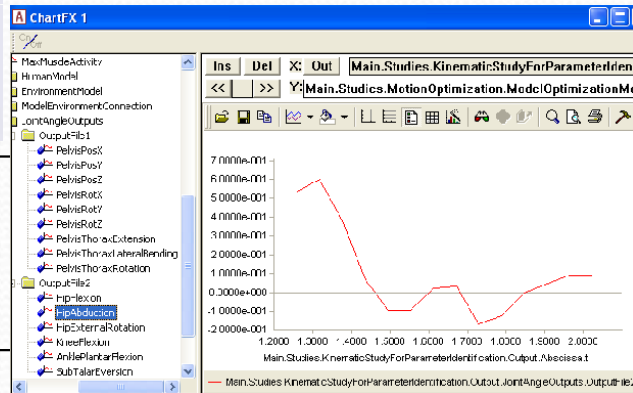 ChartFX 1
MaxMuscleActivity
HumanModel
EnvironmentModel
ModelEnvironmentConnection
JointAngleOutputs
OutputFile1
PelvisPosX
PelvisPosY
PelvisPosZ
PelvisRotX
PelvisRotY
PelvisRotZ
PelvisThoraxExtension
PelvisThoraxLateralBending
PelvisThoraxRotation
OutputFile2
HipFlexion
HipAbduction
HipExternalRotation
KneeFlexion
AnklePlantarFlexion
SubTalarEversion
Ins Del X: Out Main.Studies.KinematicStudyForParameterIden
<< >> Y: Main.Studies.MotionOptimization.ModelOptimizationMe
7.0000e-001
6.0000e-001
5.0000e-001
4.0000e-001
3.0000e-001
2.0000e-001
1.0000e-001
0.0000e+000
-1.0000e-001
-2.0000e-001
1.2000 1.3000 1.4000 1.5000 1.6000 1.7000 1.8000 1.9000 2.0000
Main.Studies.KinematicStudyForParameterIdentification.Output.Abscissa.t
Main.Studies.KinematicStudyForParameterIdentification.Output.JointAngleOutputs.OutputFile2